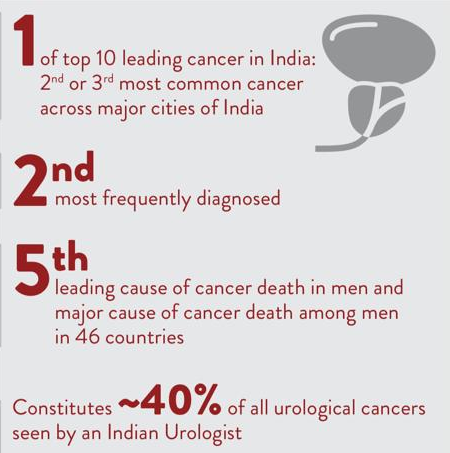 1 of top 10 leading cancer in India:
2nd or 3rd most common cancer
across major cities of India
2nd
most frequently diagnosed
5th
leading cause of cancer death in men and
major cause of cancer death among men
in 46 countries
Constitutes ~40% of all urological cancers
seen by an Indian Urologist